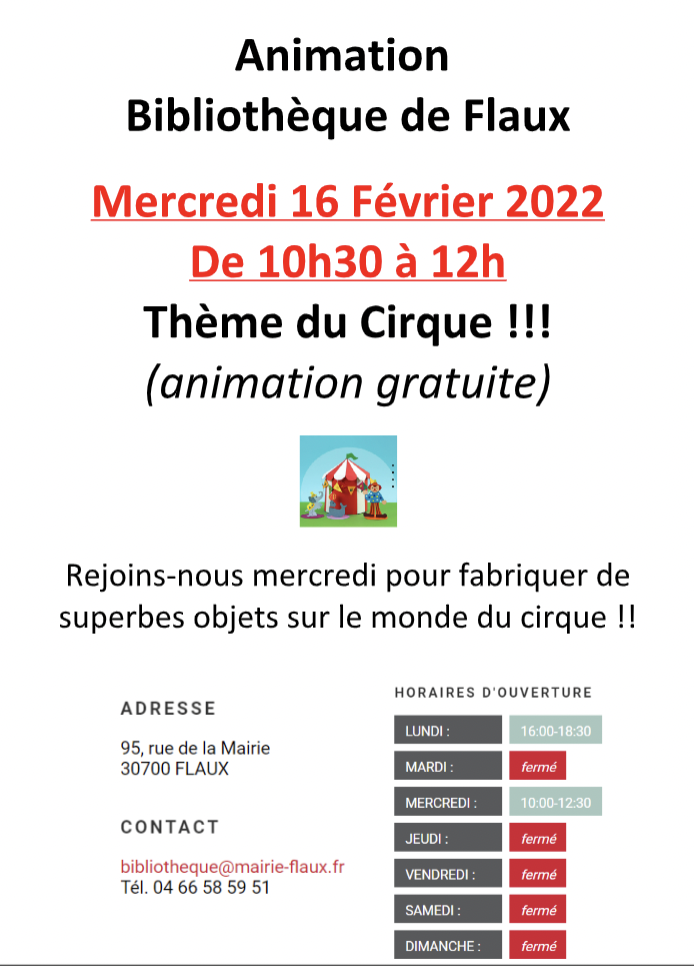 Animation
Bibliothèque de Flaux
Mercredi 16 Février 2022
De 10h30 à 12h
Thème du Cirque !!!
(animation gratuite)
Rejoins-nous mercredi pour fabriquer de
superbes objets sur le monde du cirque !!
ADRESSE
95, rue de la Mairie
30700 FLAUX
CONTACT
bibliotheque@mairie-flaux.fr
Tél. 04 66 58 59 51
HORAIRES D'OUVERTURE
LUNDI : 16:00-18:30
MARDI : fermé
MERCREDI : 10:00-12:30
JEUDI : fermé
VENDREDI : fermé
SAMEDI : fermé
DIMANCHE : fermé